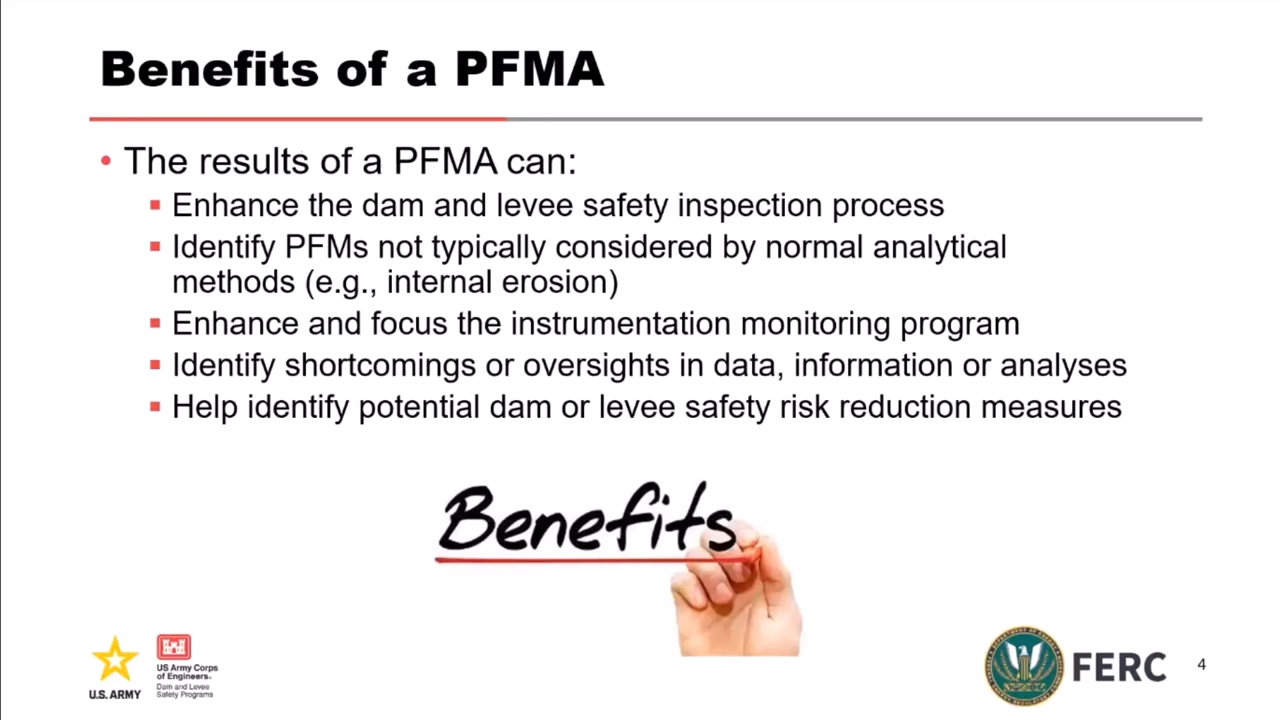 Benefits of a PFMA
• The results of a PFMA can:
▪ Enhance the dam and levee safety inspection process
▪ Identify PFMs not typically considered by normal analytical
methods (e.g., internal erosion)
▪ Enhance and focus the instrumentation monitoring program
▪ Identify shortcomings or oversights in data, information or analyses
▪ Help identify potential dam or levee safety risk reduction measures
Benefits
U.S. ARMY
US Army Corps
of Engineers®
Dam and Levee
Safety Programs
FERC
4